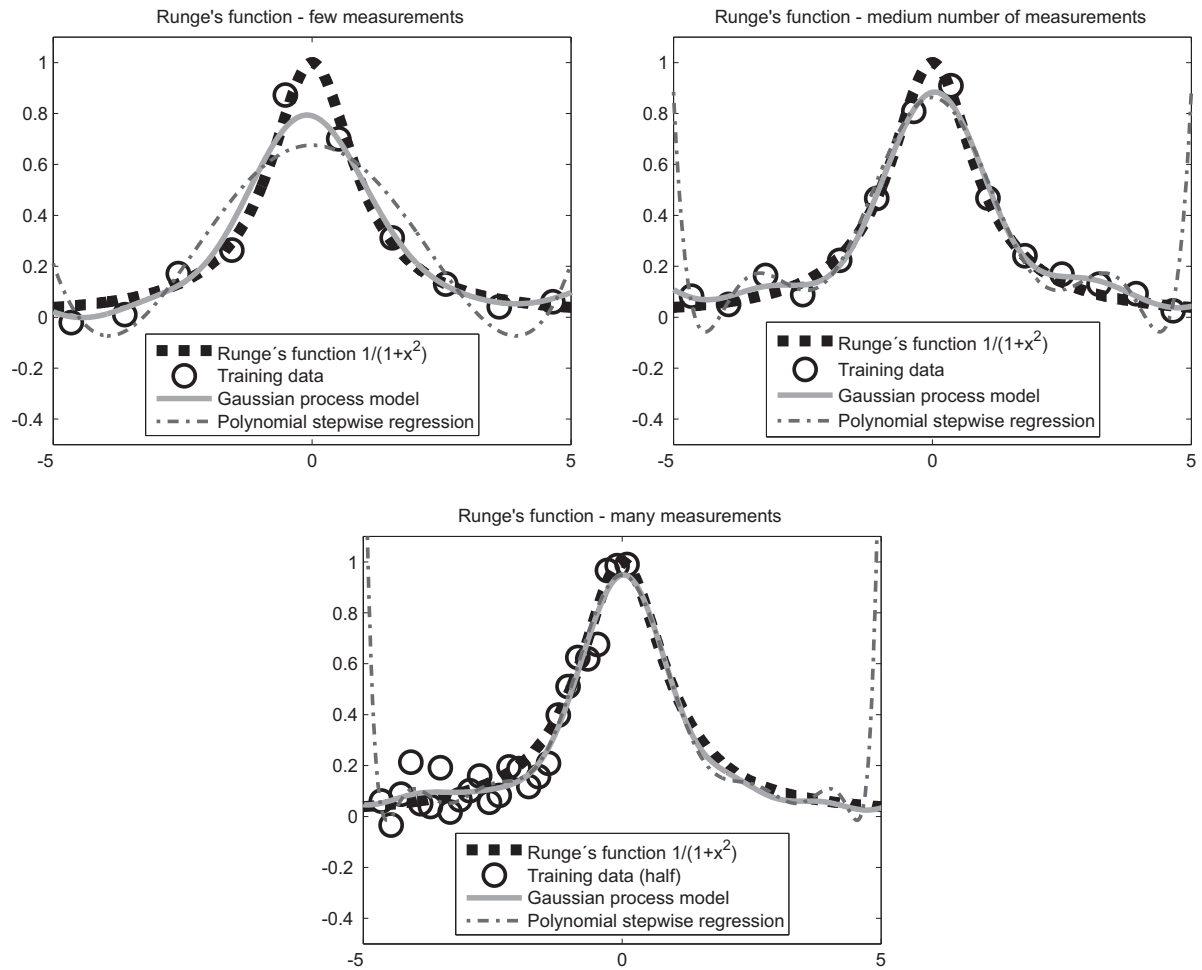 Runge's function - few measurements
1
0.8
0.6
0.4
0.2
0
-0.2
-0.4
-5
0
5
Runge´s function 1/(1+x²)
Training data
Gaussian process model
Polynomial stepwise regression
Runge's function - medium number of measurements
1
0.8
0.6
0.4
0.2
0
-0.2
-0.4
-5
0
5
Runge´s function 1/(1+x²)
Training data
Gaussian process model
Polynomial stepwise regression
Runge's function - many measurements
1
0.8
0.6
0.4
0.2
0
-0.2
-0.4
-5
0
5
Runge´s function 1/(1+x²)
Training data (half)
Gaussian process model
Polynomial stepwise regression